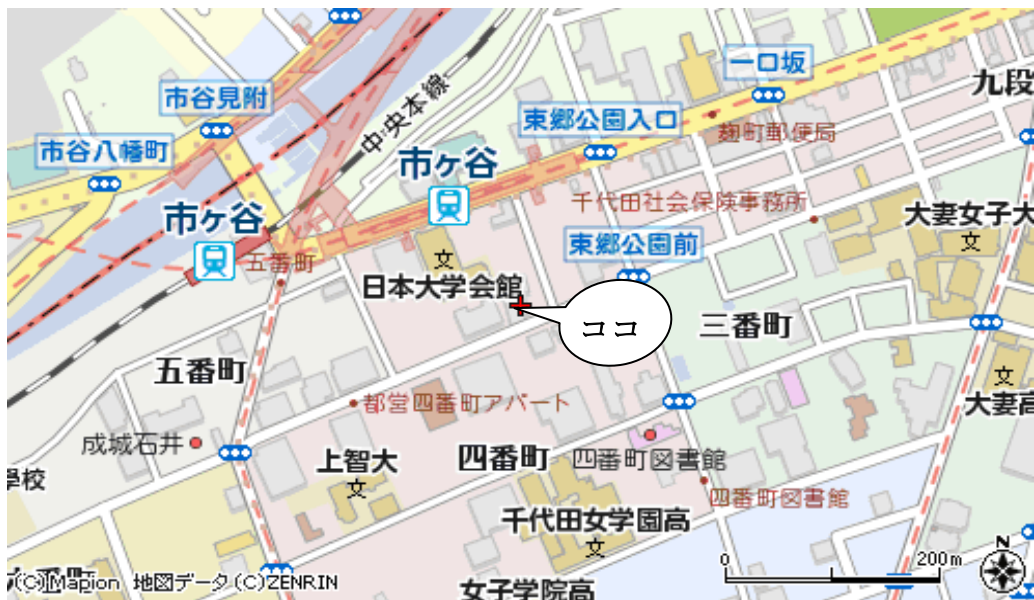 一口坂
九段
市谷見附
中央本線
東郷公園入口
麹町郵便局
市谷八幡町
市ヶ谷
千代田社会保険事務所
市ヶ谷
大妻女子大
文
東郷公園前
五番町
文
日本大学会館
ココ
三番町
五番町
文
都営四番町アパート
大妻高
成城石井
上智大
文
四番町
四番町図書館
學校
四番町図書館
千代田女学園高
文
0 200m
N
(C)Mapion 地図データ(C)ZENRIN
女子学院高